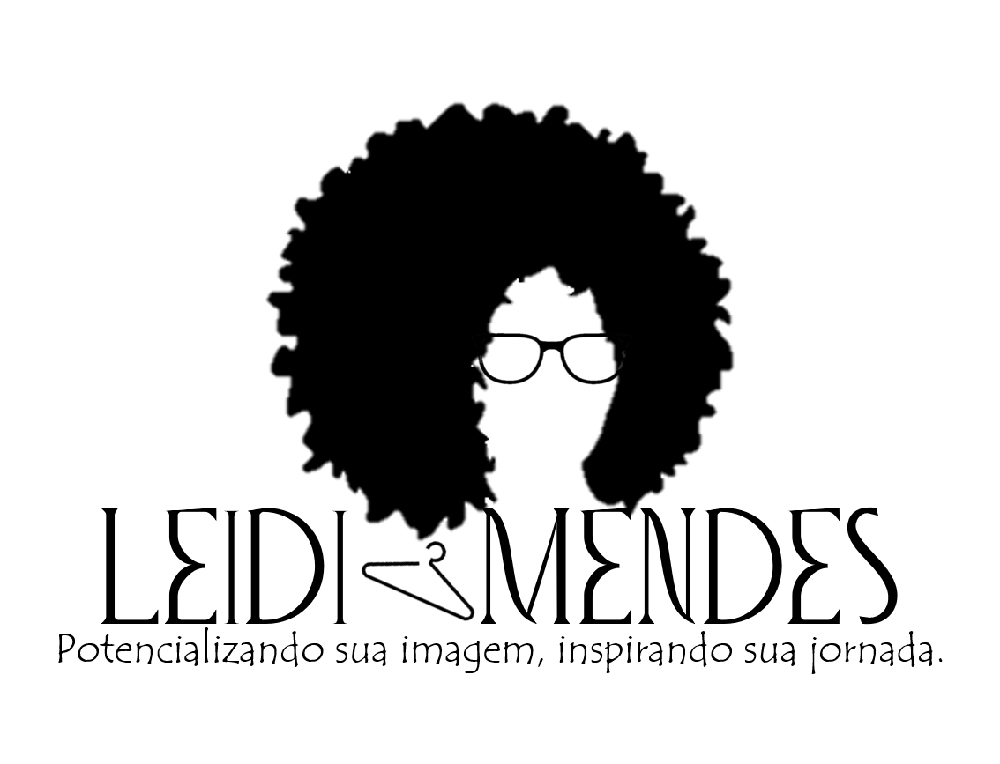 LEIDI MENDES
Potencializando sua imagem, inspirando sua jornada.